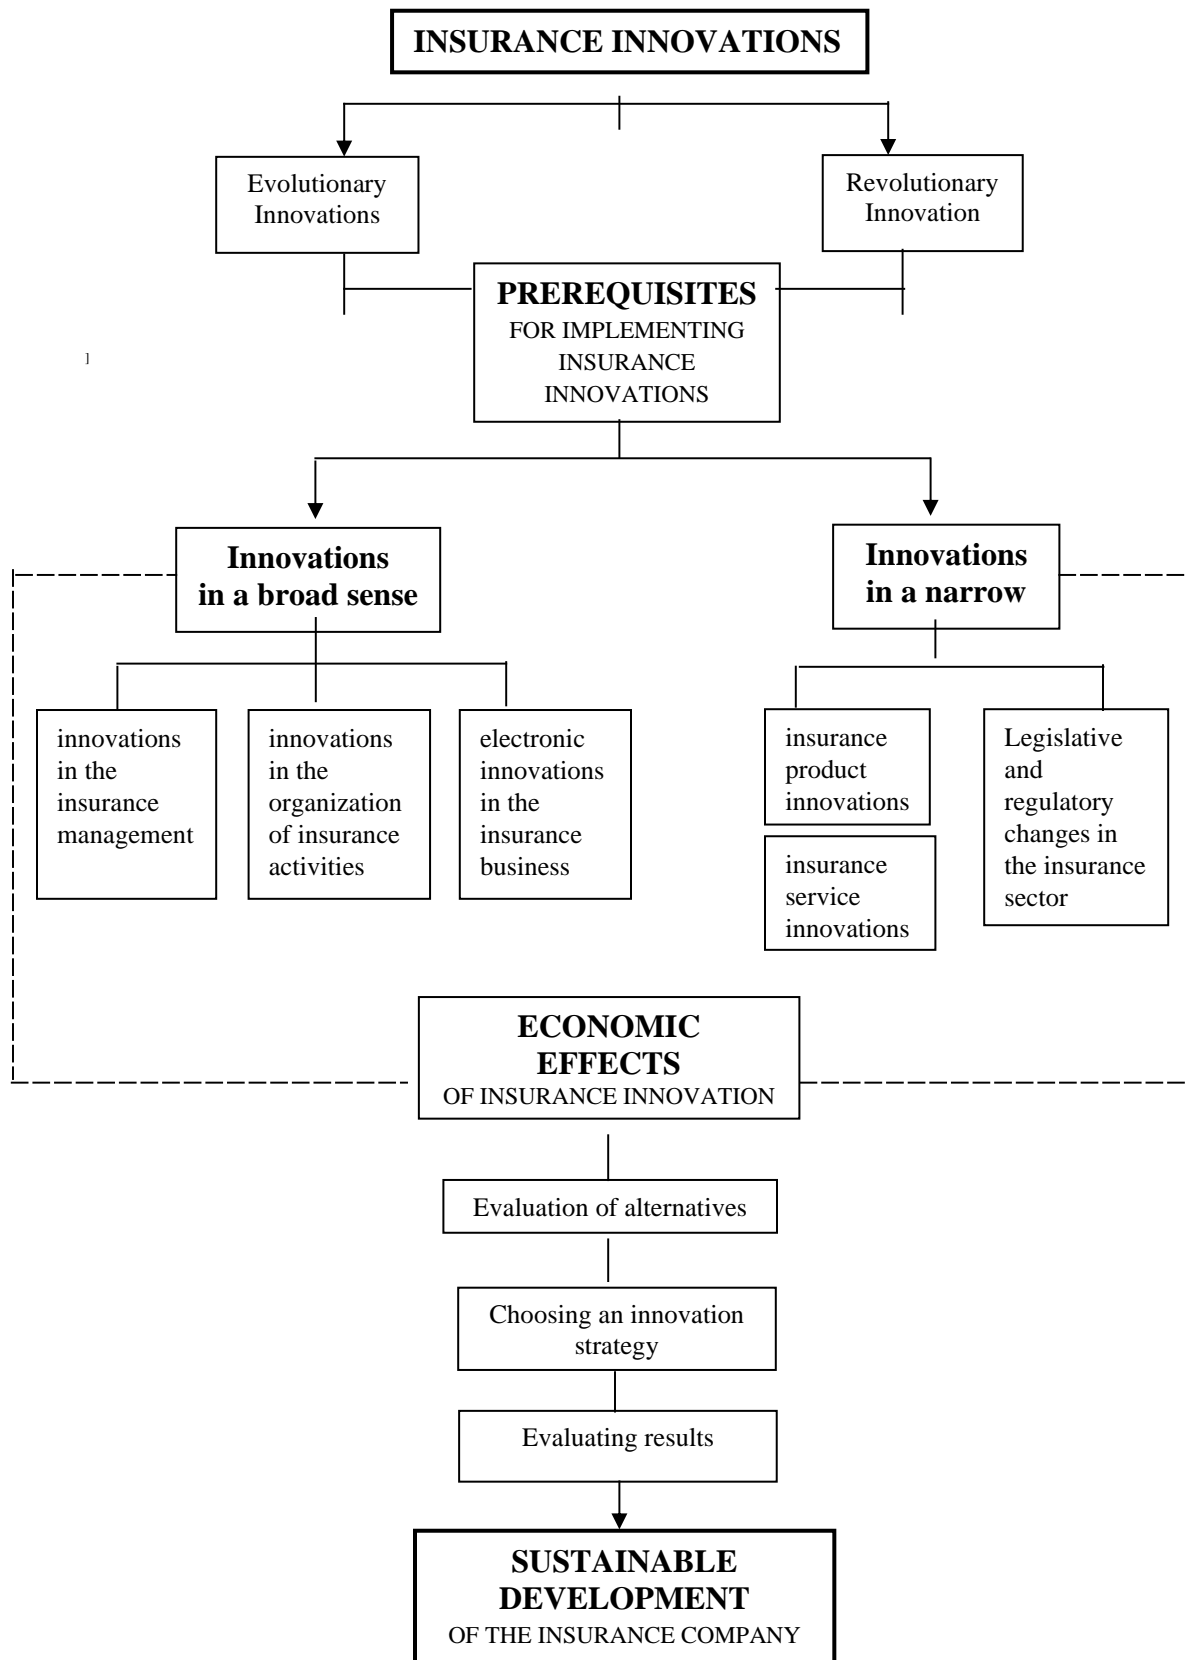 INSURANCE INNOVATIONS
Evolutionary
Innovations
Revolutionary
Innovation
PREREQUISITES
FOR IMPLEMENTING
INSURANCE
INNOVATIONS
]
Innovations
in a broad sense
Innovations
in a narrow
innovations
in the
insurance
management
innovations
in the
organization
of insurance
activities
electronic
innovations
in the
insurance
business
insurance
product
innovations
insurance
service
innovations
Legislative
and
regulatory
changes in
the insurance
sector
ECONOMIC
EFFECTS
OF INSURANCE INNOVATION
Evaluation of alternatives
Choosing an innovation
strategy
Evaluating results
SUSTAINABLE
DEVELOPMENT
OF THE INSURANCE COMPANY